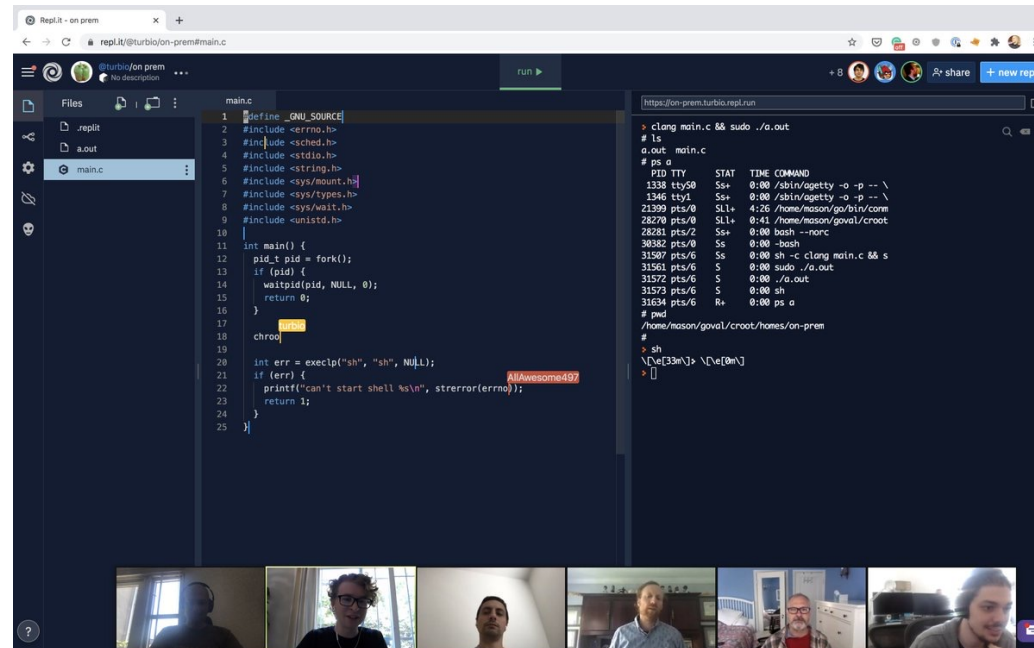 Repl.it - on prem
repl.it/@turbio/on-prem#main.c
off
@turbio/on prem
No description
run
+ 8
share
+ new rep
Files
.replit
a.out
main.c
main.c
1 #define _GNU_SOURCE
2 #include <errno.h>
3 #include <sched.h>
4 #include <stdio.h>
5 #include <string.h>
6 #include <sys/mount.h>
7 #include <sys/types.h>
8 #include <sys/wait.h>
9 #include <unistd.h>
10
11 int main() {
12 pid_t pid = fork();
13 if (pid) {
14 waitpid(pid, NULL, 0);
15 return 0;
16 }
17
turbio
18 chroo
19
20 int err = execlp("sh", "sh", NULL);
21 if (err) {
AllAwesome497
22 printf("can't start shell %s\n", strerror(errno));
23 return 1;
24 }
25 }
https://on-prem.turbio.repl.run
> clang main.c && sudo ./a.out
# ls
a.out main.c
# ps a
PID TTY STAT TIME COMMAND
1338 ttyS0 Ss+ 0:00 /sbin/agetty -o -p -- \
1346 tty1 Ss+ 0:00 /sbin/agetty -o -p -- \
21399 pts/0 SLl+ 4:26 /home/mason/go/bin/conm
28270 pts/0 SLl+ 0:41 /home/mason/goval/croot
28281 pts/2 Ss+ 0:00 bash --norc
30382 pts/0 Ss 0:00 -bash
31507 pts/6 Ss 0:00 sh -c clang main.c && s
31561 pts/6 S 0:00 sudo ./a.out
31572 pts/6 S 0:00 ./a.out
31573 pts/6 S 0:00 sh
31634 pts/6 R+ 0:00 ps a
# pwd
/home/mason/goval/croot/homes/on-prem
#
> sh
\[\e[33m\]> \[\e[0m\]
>
?